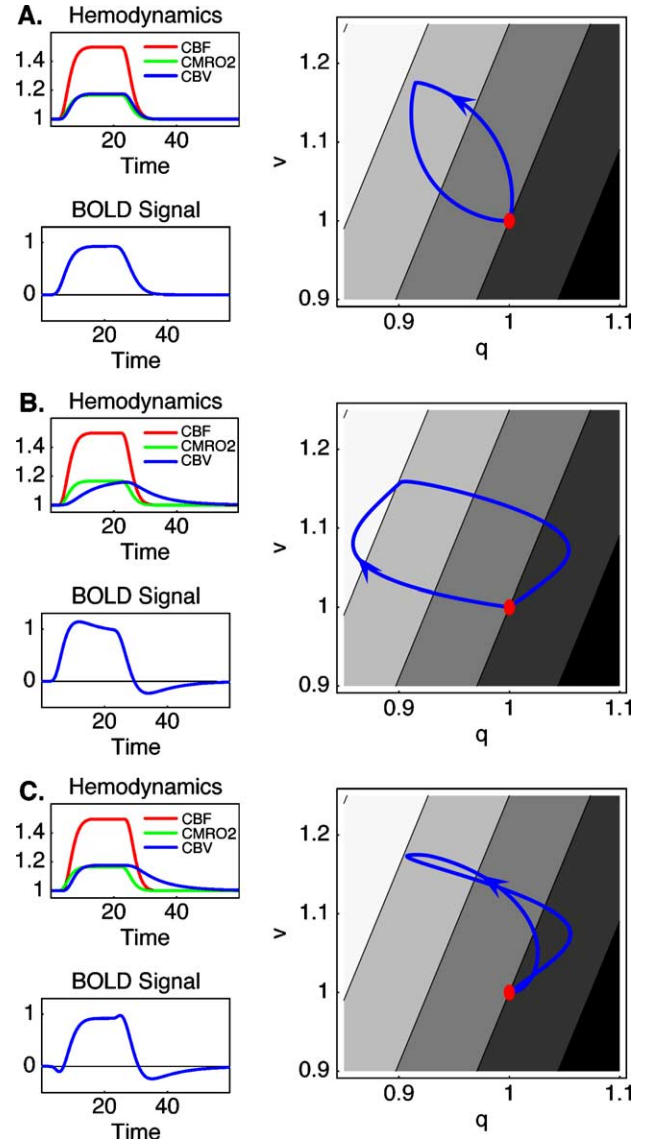 A.
Hemodynamics
1.4
1.2
1
CBF
CMRO2
CBV
20 40
Time
BOLD Signal
1
0
20 40
Time
1.2
1.1
1
0.9
v
0.9 1 1.1
q
B.
Hemodynamics
1.4
1.2
1
CBF
CMRO2
CBV
20 40
Time
BOLD Signal
1
0
20 40
Time
1.2
1.1
1
0.9
v
0.9 1 1.1
q
C.
Hemodynamics
1.4
1.2
1
CBF
CMRO2
CBV
20 40
Time
BOLD Signal
1
0
20 40
Time
1.2
1.1
1
0.9
v
0.9 1 1.1
q